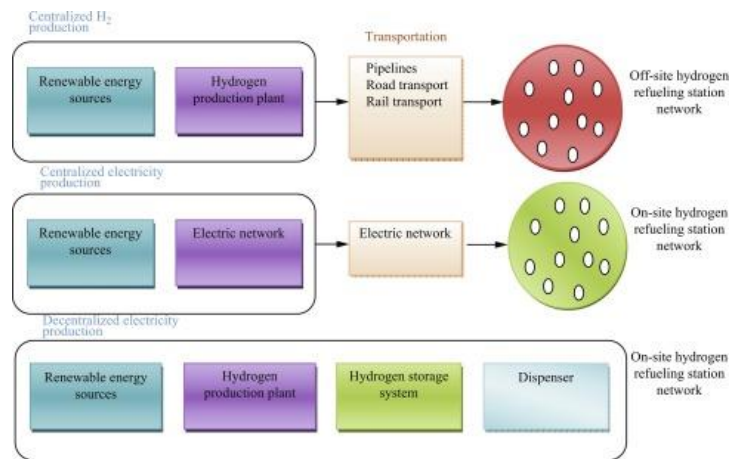 Centralized H₂
production
Transportation
Renewable energy
sources
Hydrogen
production plant
Pipelines
Road transport
Rail transport
Off-site hydrogen
refueling station
network
Centralized electricity
production
Renewable energy
sources
Electric network
Electric network
On-site hydrogen
refueling station
network
Decentralized electricity
production
Renewable energy
sources
Hydrogen
production plant
Hydrogen storage
system
Dispenser
On-site hydrogen
refueling station
network